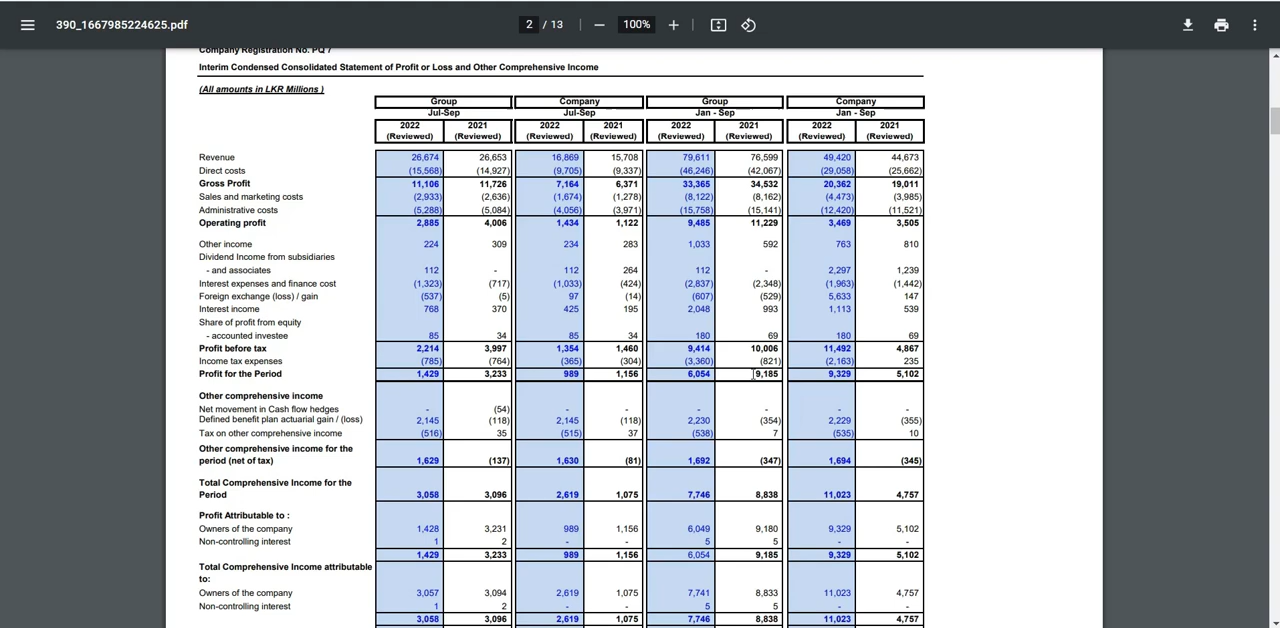 390_1667985224625.pdf 2 / 13 100%
Company Registration No. PQ 7
Interim Condensed Consolidated Statement of Profit or Loss and Other Comprehensive Income
(All amounts in LKR Millions )
Group Company Group Company
Jul-Sep Jul-Sep Jan - Sep Jan - Sep
2022 2021 2022 2021 2022 2021 2022 2021
(Reviewed) (Reviewed) (Reviewed) (Reviewed) (Reviewed) (Reviewed) (Reviewed) (Reviewed)
Revenue 26,674 26,653 16,869 15,708 79,611 76,599 49,420 44,673
Direct costs (15,568) (14,927) (9,705) (9,337) (46,246) (42,067) (29,058) (25,662)
Gross Profit 11,106 11,726 7,164 6,371 33,365 34,532 20,362 19,011
Sales and marketing costs (2,933) (2,636) (1,674) (1,278) (8,122) (8,162) (4,473) (3,985)
Administrative costs (5,288) (5,084) (4,056) (3,971) (15,758) (15,141) (12,420) (11,521)
Operating profit 2,885 4,006 1,434 1,122 9,485 11,229 3,469 3,505
Other income 224 309 234 283 1,033 592 763 810
Dividend Income from subsidiaries
- and associates 112 - 112 264 112 - 2,297 1,239
Interest expenses and finance cost (1,323) (717) (1,033) (424) (2,837) (2,348) (1,963) (1,442)
Foreign exchange (loss) / gain (537) (5) 97 (14) (607) (529) 5,633 147
Interest income 768 370 425 195 2,048 993 1,113 539
Share of profit from equity
- accounted investee 85 34 85 34 180 69 180 69
Profit before tax 2,214 3,997 1,354 1,460 9,414 10,006 11,492 4,867
Income tax expenses (785) (764) (365) (304) (3,360) (821) (2,163) 235
Profit for the Period 1,429 3,233 989 1,156 6,054 9,185 9,329 5,102
Other comprehensive income
Net movement in Cash flow hedges - (54) - - - - - -
Defined benefit plan actuarial gain / (loss) 2,145 (118) 2,145 (118) 2,230 (354) 2,229 (355)
Tax on other comprehensive income (516) 35 (515) 37 (538) 7 (535) 10
Other comprehensive income for the
period (net of tax) 1,629 (137) 1,630 (81) 1,692 (347) 1,694 (345)
Total Comprehensive Income for the
Period 3,058 3,096 2,619 1,075 7,746 8,838 11,023 4,757
Profit Attributable to :
Owners of the company 1,428 3,231 989 1,156 6,049 9,180 9,329 5,102
Non-controlling interest 1 2 - - 5 5 - -
1,429 3,233 989 1,156 6,054 9,185 9,329 5,102
Total Comprehensive Income attributable
to:
Owners of the company 3,057 3,094 2,619 1,075 7,741 8,833 11,023 4,757
Non-controlling interest 1 2 - - 5 5 - -
3,058 3,096 2,619 1,075 7,746 8,838 11,023 4,757